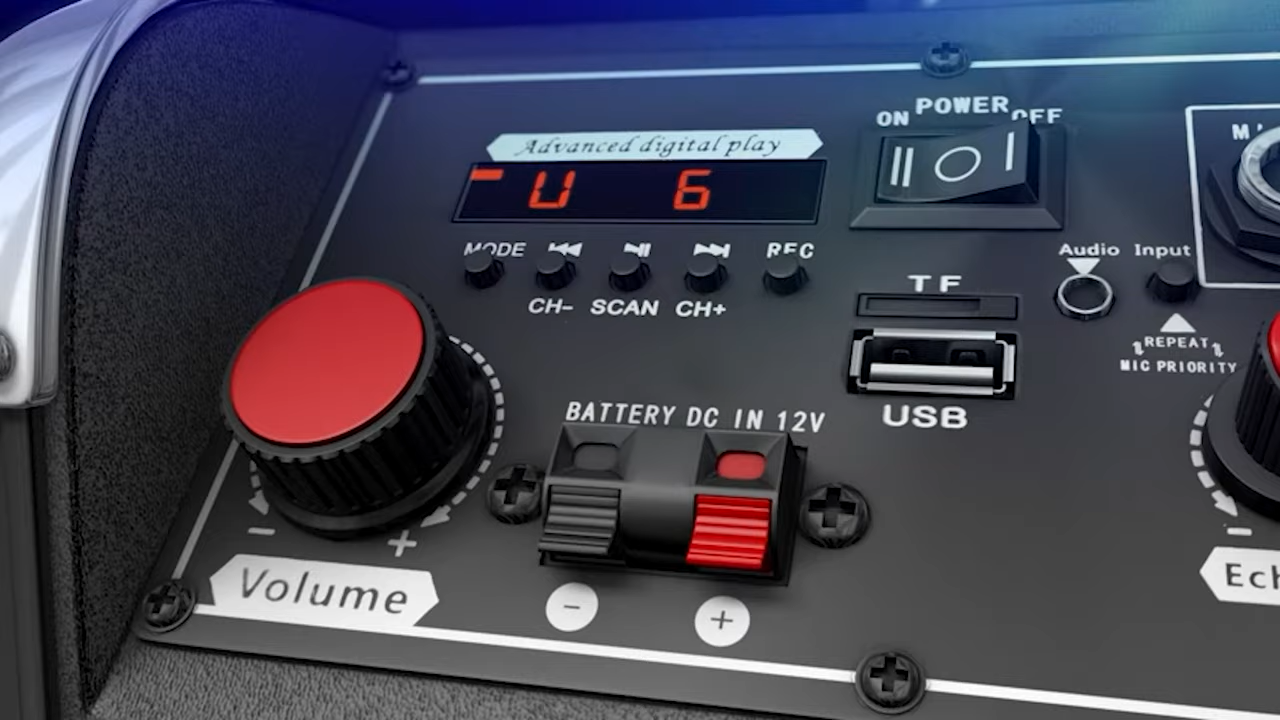 ON POWER OFF
Advanced digital play
U 6
MODE REC
CH− SCAN CH+
TF
USB
Audio Input
REPEAT
MIC PRIORITY
BATTERY DC IN 12V
− +
Volume
− +